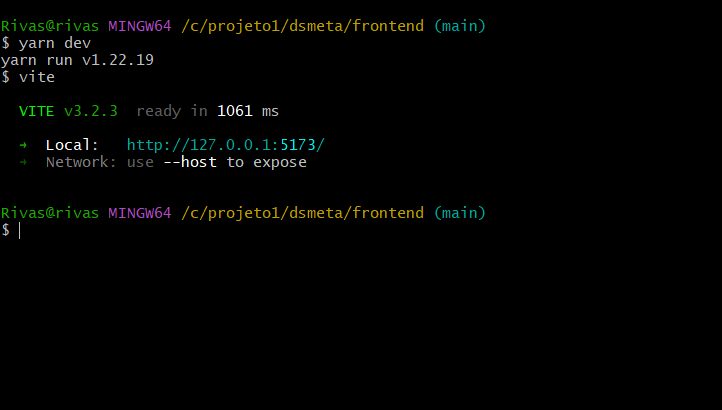 Rivas@rivas MINGW64 /c/projeto1/dsmeta/frontend (main)
$ yarn dev
yarn run v1.22.19
$ vite
VITE v3.2.3 ready in 1061 ms
➜ Local: http://127.0.0.1:5173/
➜ Network: use --host to expose
Rivas@rivas MINGW64 /c/projeto1/dsmeta/frontend (main)
$